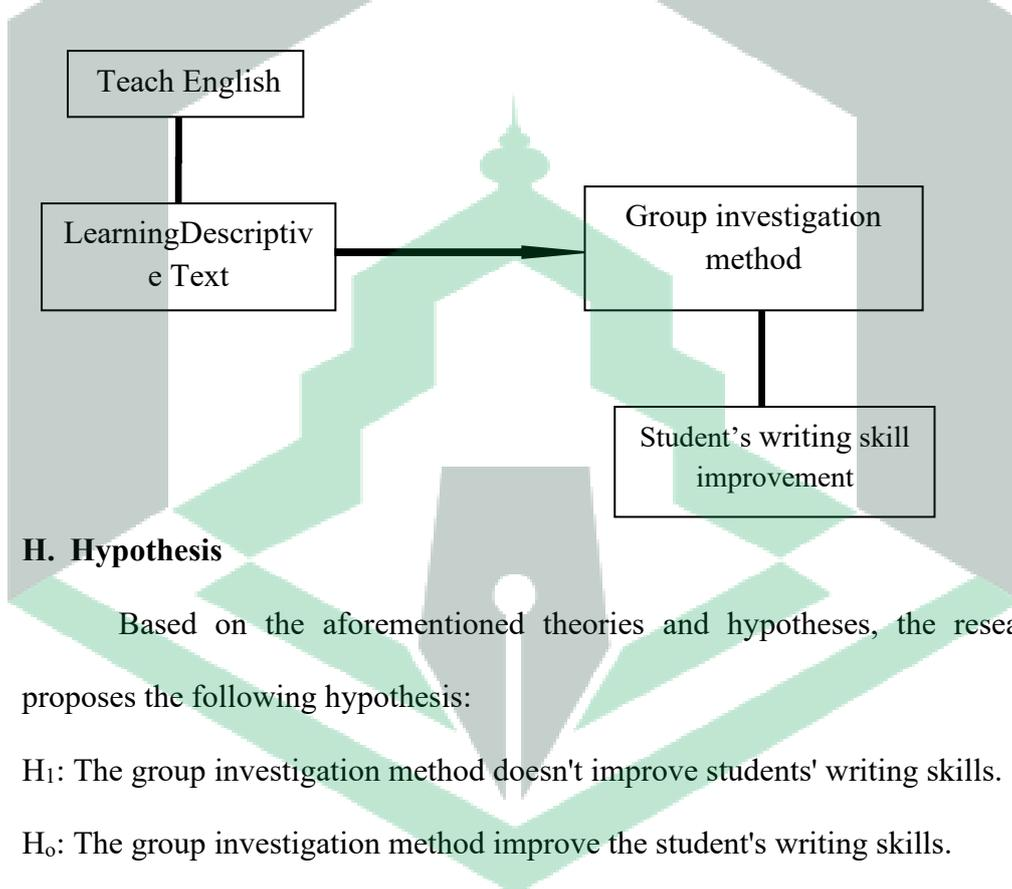 Teach English
LearningDescriptiv
e Text
Group investigation
method
Student’s writing skill
improvement
H. Hypothesis
Based on the aforementioned theories and hypotheses, the
proposes the following hypothesis:
H₁: The group investigation method doesn't improve students' writing skills.
Hₒ: The group investigation method improve the student's writing skills.